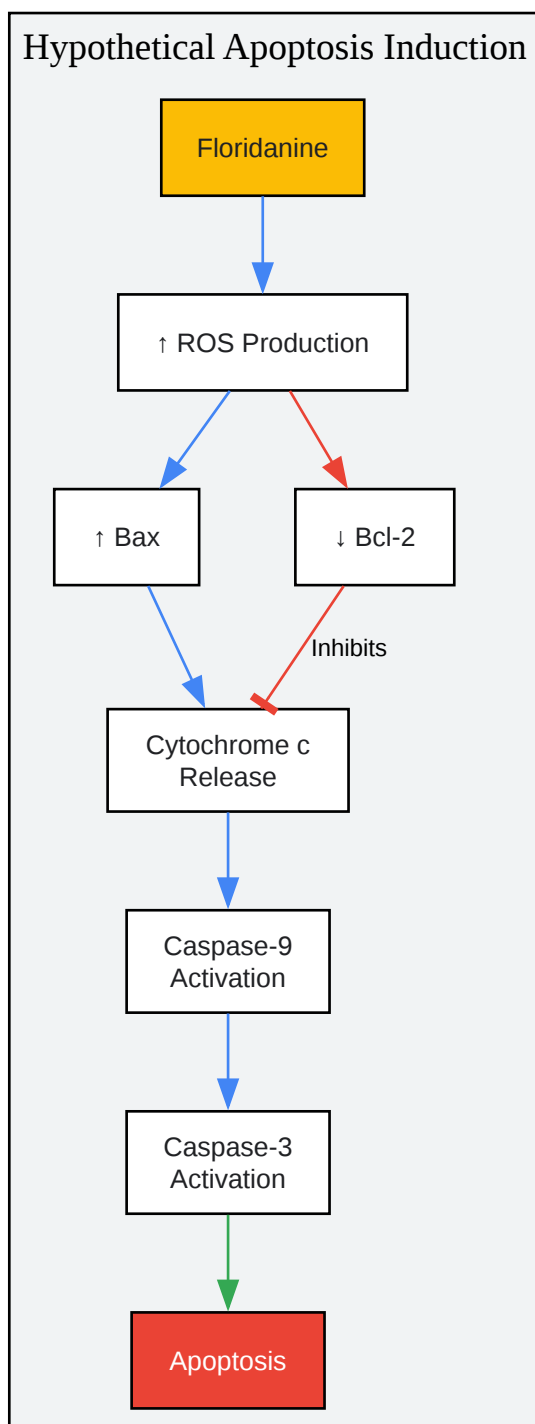 Hypothetical Apoptosis Induction
Floridanine
↑ ROS Production
↑ Bax
↓ Bcl-2
Inhibits
Cytochrome c
Release
Caspase-9
Activation
Caspase-3
Activation
Apoptosis